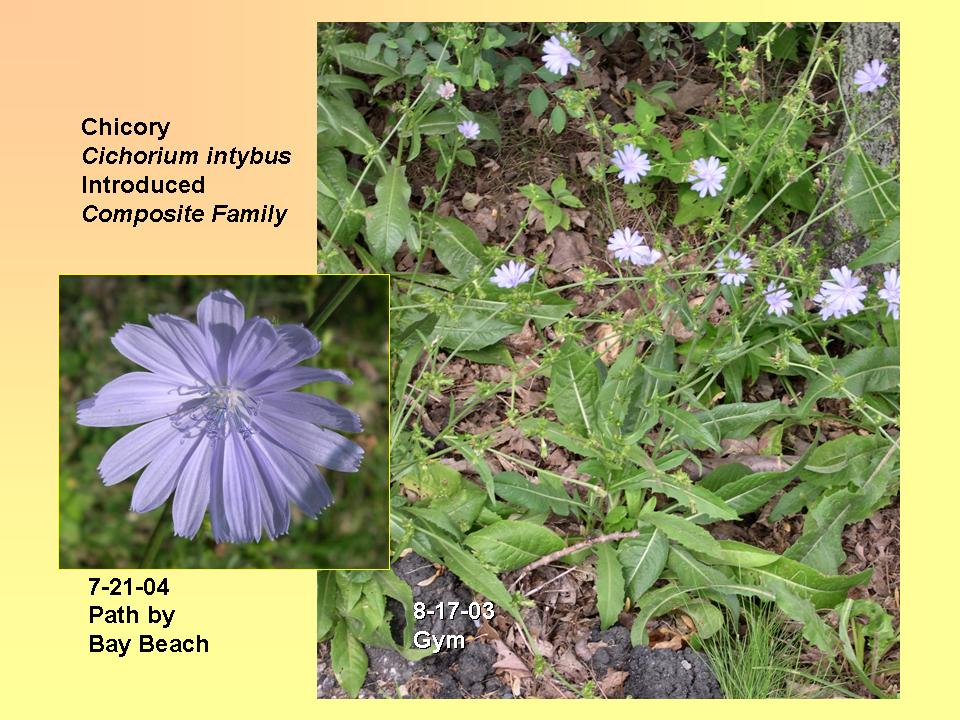 Chicory
Cichorium intybus
Introduced
Composite Family
7-21-04
Path by
Bay Beach
8-17-03
Gym